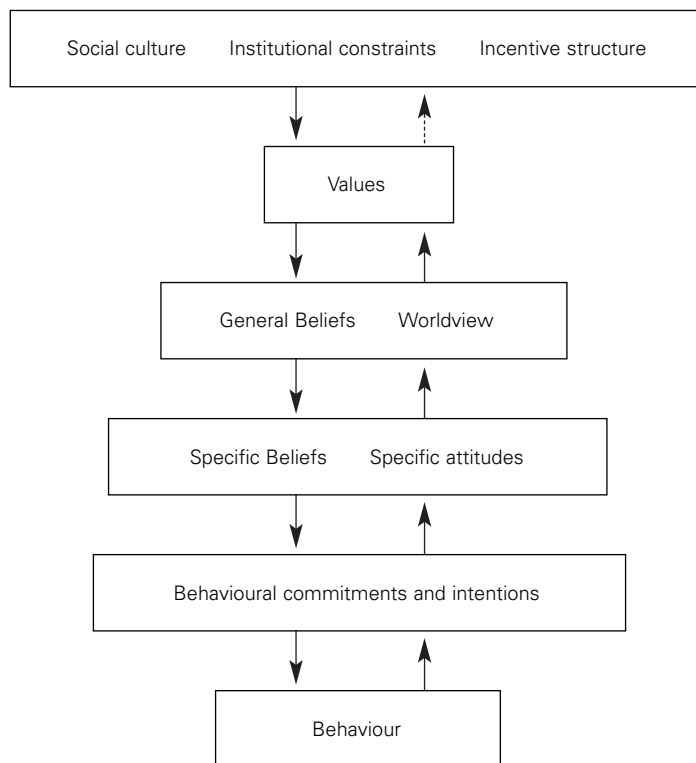 Social culture Institutional constraints Incentive structure
Values
General Beliefs Worldview
Specific Beliefs Specific attitudes
Behavioural commitments and intentions
Behaviour